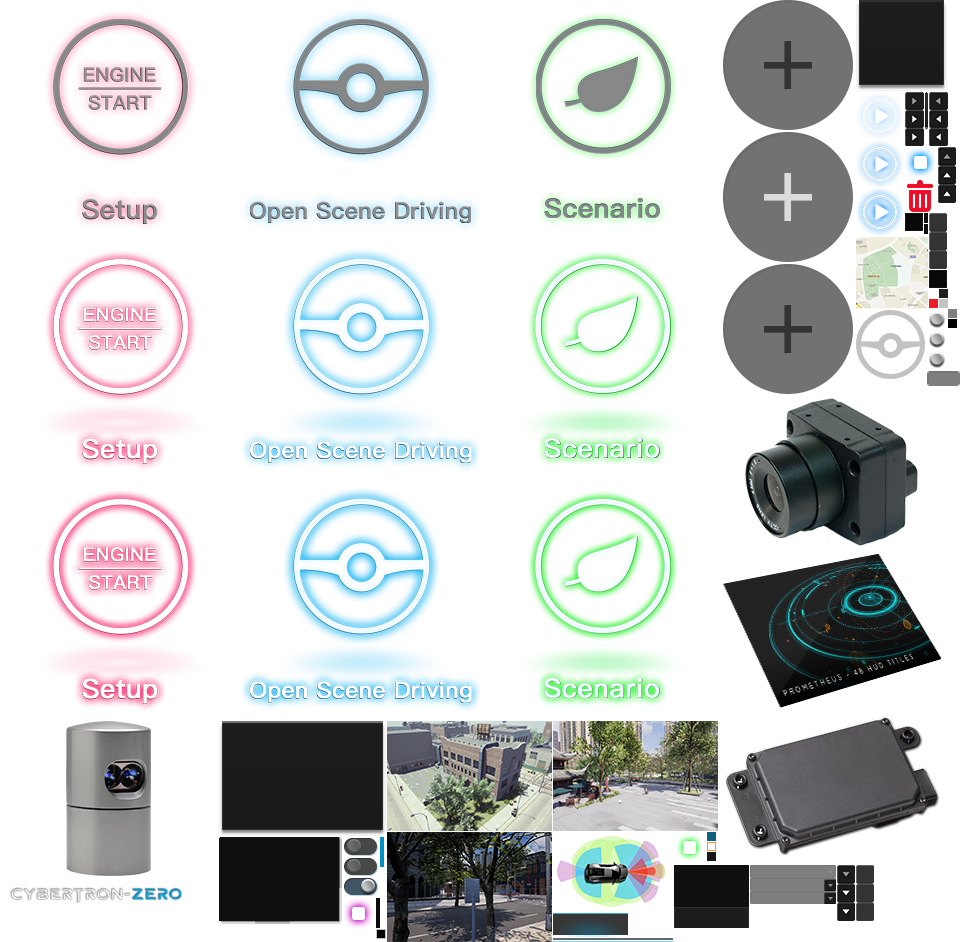 ENGINE
START
Setup
Open Scene Driving
Scenario
ENGINE
START
Setup
Open Scene Driving
Scenario
ENGINE
START
Setup
Open Scene Driving
Scenario
PROMETHEUS - 48 HUD TITLES
CYBERTRON-ZERO